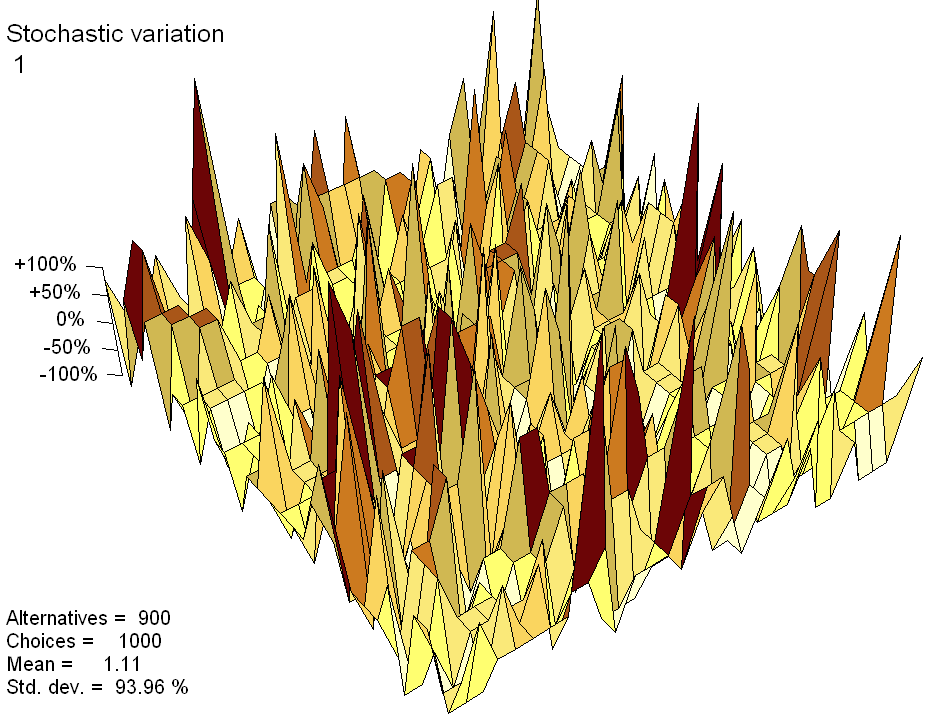 Stochastic variation
1
+100%
+50%
0%
-50%
-100%
Alternatives = 900
Choices = 1000
Mean = 1.11
Std. dev. = 93.96 %